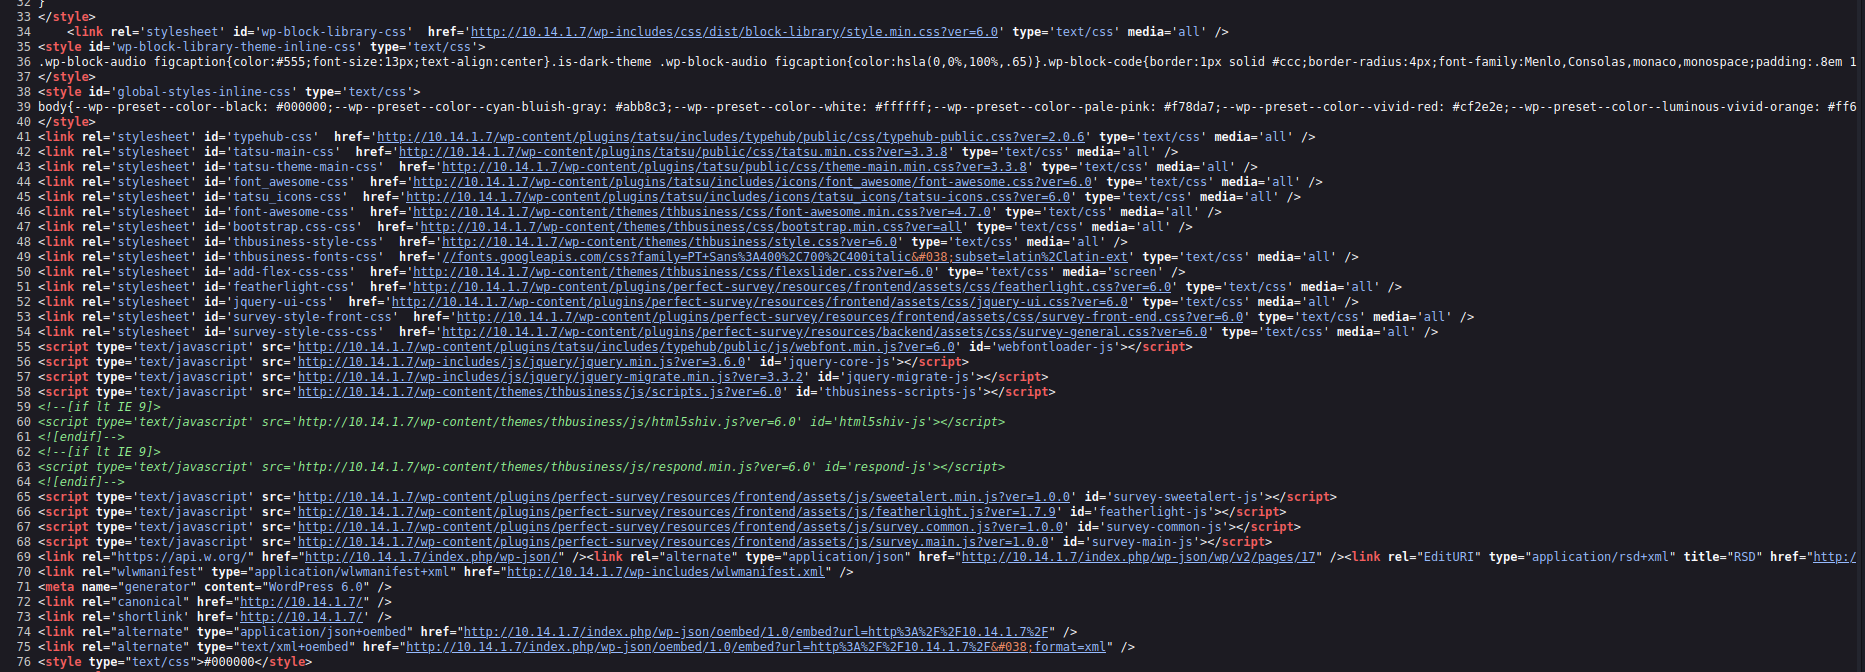 32 }
33 </style>
34     <link rel='stylesheet' id='wp-block-library-css'  href='http://10.14.1.7/wp-includes/css/dist/block-library/style.min.css?ver=6.0' type='text/css' media='all' />
35 <style id='wp-block-library-theme-inline-css' type='text/css'>
36 .wp-block-audio figcaption{color:#555;font-size:13px;text-align:center}.is-dark-theme .wp-block-audio figcaption{color:hsla(0,0%,100%,.65)}.wp-block-code{border:1px solid #ccc;border-radius:4px;font-family:Menlo,Consolas,monaco,monospace;padding:.8em 1
37 </style>
38 <style id='global-styles-inline-css' type='text/css'>
39 body{--wp--preset--color--black: #000000;--wp--preset--color--cyan-bluish-gray: #abb8c3;--wp--preset--color--white: #ffffff;--wp--preset--color--pale-pink: #f78da7;--wp--preset--color--vivid-red: #cf2e2e;--wp--preset--color--luminous-vivid-orange: #ff6
40 </style>
41 <link rel='stylesheet' id='typehub-css'  href='http://10.14.1.7/wp-content/plugins/tatsu/includes/typehub/public/css/typehub-public.css?ver=2.0.6' type='text/css' media='all' />
42 <link rel='stylesheet' id='tatsu-main-css'  href='http://10.14.1.7/wp-content/plugins/tatsu/public/css/tatsu.min.css?ver=3.3.8' type='text/css' media='all' />
43 <link rel='stylesheet' id='tatsu-theme-main-css'  href='http://10.14.1.7/wp-content/plugins/tatsu/public/css/theme-main.min.css?ver=3.3.8' type='text/css' media='all' />
44 <link rel='stylesheet' id='font_awesome-css'  href='http://10.14.1.7/wp-content/plugins/tatsu/includes/icons/font_awesome/font-awesome.css?ver=6.0' type='text/css' media='all' />
45 <link rel='stylesheet' id='tatsu_icons-css'  href='http://10.14.1.7/wp-content/plugins/tatsu/includes/icons/tatsu_icons/tatsu-icons.css?ver=6.0' type='text/css' media='all' />
46 <link rel='stylesheet' id='font-awesome-css'  href='http://10.14.1.7/wp-content/themes/thbusiness/css/font-awesome.min.css?ver=4.7.0' type='text/css' media='all' />
47 <link rel='stylesheet' id='bootstrap.css-css'  href='http://10.14.1.7/wp-content/themes/thbusiness/css/bootstrap.min.css?ver=all' type='text/css' media='all' />
48 <link rel='stylesheet' id='thbusiness-style-css'  href='http://10.14.1.7/wp-content/themes/thbusiness/style.css?ver=6.0' type='text/css' media='all' />
49 <link rel='stylesheet' id='thbusiness-fonts-css'  href='//fonts.googleapis.com/css?family=PT+Sans%3A400%2C700%2C400italic&#038;subset=latin%2Clatin-ext' type='text/css' media='all' />
50 <link rel='stylesheet' id='add-flex-css-css'  href='http://10.14.1.7/wp-content/themes/thbusiness/css/flexslider.css?ver=6.0' type='text/css' media='screen' />
51 <link rel='stylesheet' id='featherlight-css'  href='http://10.14.1.7/wp-content/plugins/perfect-survey/resources/frontend/assets/css/featherlight.css?ver=6.0' type='text/css' media='all' />
52 <link rel='stylesheet' id='jquery-ui-css'  href='http://10.14.1.7/wp-content/plugins/perfect-survey/resources/frontend/assets/css/jquery-ui.css?ver=6.0' type='text/css' media='all' />
53 <link rel='stylesheet' id='survey-style-front-css'  href='http://10.14.1.7/wp-content/plugins/perfect-survey/resources/frontend/assets/css/survey-front-end.css?ver=6.0' type='text/css' media='all' />
54 <link rel='stylesheet' id='survey-style-css-css'  href='http://10.14.1.7/wp-content/plugins/perfect-survey/resources/backend/assets/css/survey-general.css?ver=6.0' type='text/css' media='all' />
55 <script type='text/javascript' src='http://10.14.1.7/wp-content/plugins/tatsu/includes/typehub/public/js/webfont.min.js?ver=6.0' id='webfontloader-js'></script>
56 <script type='text/javascript' src='http://10.14.1.7/wp-includes/js/jquery/jquery.min.js?ver=3.6.0' id='jquery-core-js'></script>
57 <script type='text/javascript' src='http://10.14.1.7/wp-includes/js/jquery/jquery-migrate.min.js?ver=3.3.2' id='jquery-migrate-js'></script>
58 <script type='text/javascript' src='http://10.14.1.7/wp-content/themes/thbusiness/js/scripts.js?ver=6.0' id='thbusiness-scripts-js'></script>
59 <!--[if lt IE 9]>
60 <script type='text/javascript' src='http://10.14.1.7/wp-content/themes/thbusiness/js/html5shiv.js?ver=6.0' id='html5shiv-js'></script>
61 <![endif]-->
62 <!--[if lt IE 9]>
63 <script type='text/javascript' src='http://10.14.1.7/wp-content/themes/thbusiness/js/respond.min.js?ver=6.0' id='respond-js'></script>
64 <![endif]-->
65 <script type='text/javascript' src='http://10.14.1.7/wp-content/plugins/perfect-survey/resources/frontend/assets/js/sweetalert.min.js?ver=1.0.0' id='survey-sweetalert-js'></script>
66 <script type='text/javascript' src='http://10.14.1.7/wp-content/plugins/perfect-survey/resources/frontend/assets/js/featherlight.js?ver=1.7.9' id='featherlight-js'></script>
67 <script type='text/javascript' src='http://10.14.1.7/wp-content/plugins/perfect-survey/resources/frontend/assets/js/survey.common.js?ver=1.0.0' id='survey-common-js'></script>
68 <script type='text/javascript' src='http://10.14.1.7/wp-content/plugins/perfect-survey/resources/frontend/assets/js/survey.main.js?ver=1.0.0' id='survey-main-js'></script>
69 <link rel="https://api.w.org/" href="http://10.14.1.7/index.php/wp-json/" /><link rel="alternate" type="application/json" href="http://10.14.1.7/index.php/wp-json/wp/v2/pages/17" /><link rel="EditURI" type="application/rsd+xml" title="RSD" href="http:/
70 <link rel="wlwmanifest" type="application/wlwmanifest+xml" href="http://10.14.1.7/wp-includes/wlwmanifest.xml" />
71 <meta name="generator" content="WordPress 6.0" />
72 <link rel="canonical" href="http://10.14.1.7/" />
73 <link rel='shortlink' href='http://10.14.1.7/' />
74 <link rel="alternate" type="application/json+oembed" href="http://10.14.1.7/index.php/wp-json/oembed/1.0/embed?url=http%3A%2F%2F10.14.1.7%2F" />
75 <link rel="alternate" type="text/xml+oembed" href="http://10.14.1.7/index.php/wp-json/oembed/1.0/embed?url=http%3A%2F%2F10.14.1.7%2F&#038;format=xml" />
76 <style type="text/css">#000000</style>